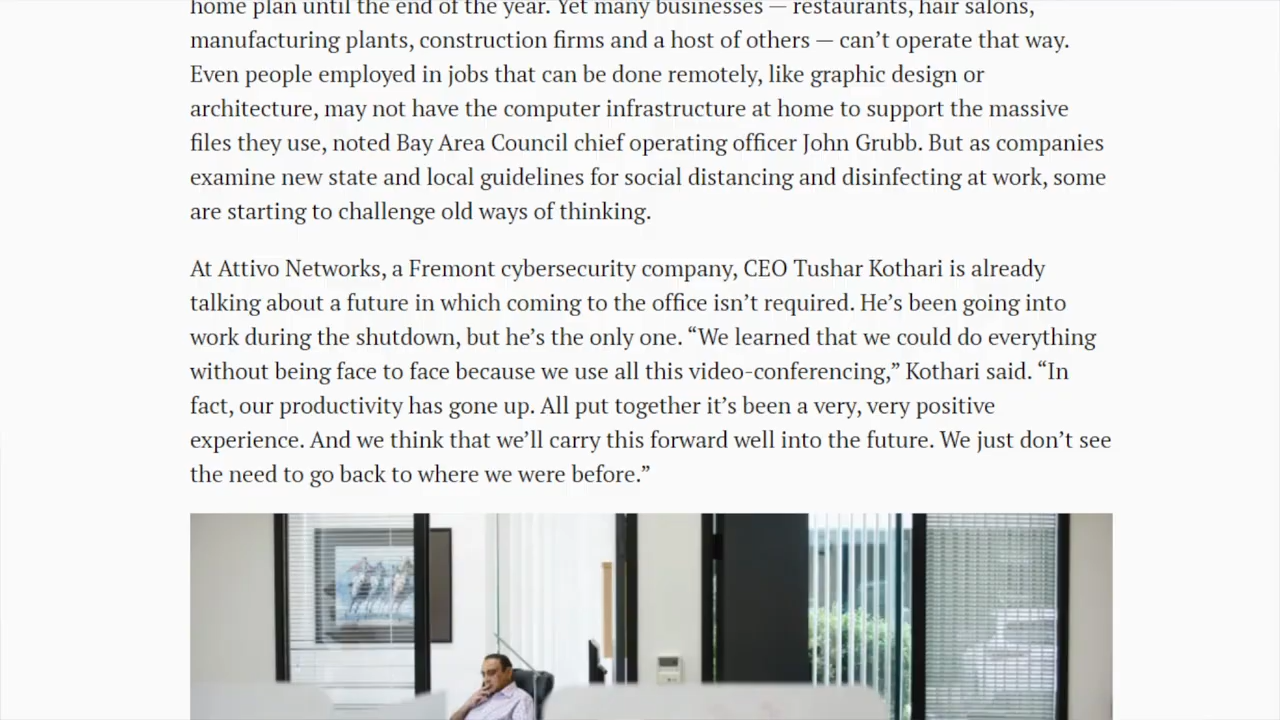 home plan until the end of the year. Yet many businesses — restaurants, hair salons,
manufacturing plants, construction firms and a host of others — can’t operate that way.
Even people employed in jobs that can be done remotely, like graphic design or
architecture, may not have the computer infrastructure at home to support the massive
files they use, noted Bay Area Council chief operating officer John Grubb. But as companies
examine new state and local guidelines for social distancing and disinfecting at work, some
are starting to challenge old ways of thinking.
At Attivo Networks, a Fremont cybersecurity company, CEO Tushar Kothari is already
talking about a future in which coming to the office isn’t required. He’s been going into
work during the shutdown, but he’s the only one. “We learned that we could do everything
without being face to face because we use all this video-conferencing,” Kothari said. “In
fact, our productivity has gone up. All put together it’s been a very, very positive
experience. And we think that we’ll carry this forward well into the future. We just don’t see
the need to go back to where we were before.”